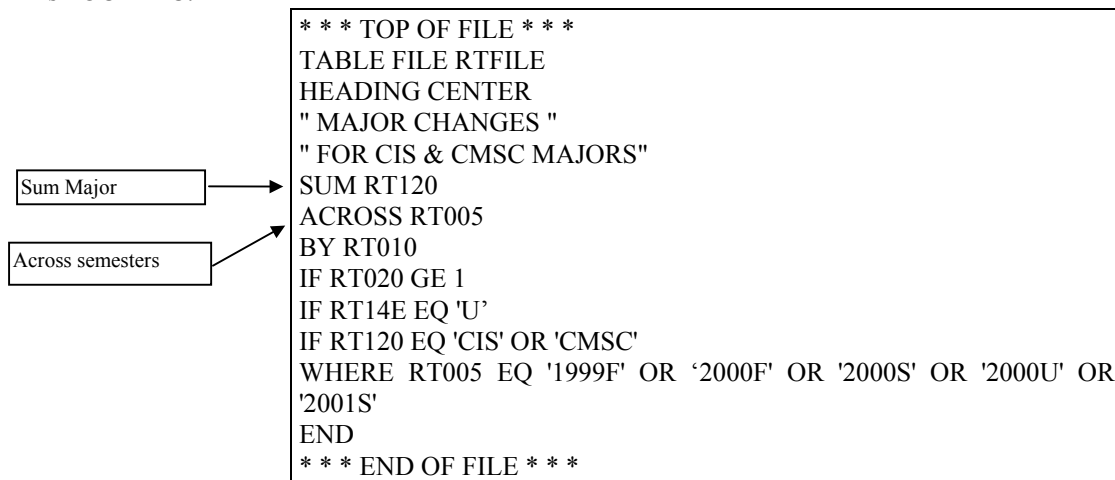 * * * TOP OF FILE * * *
TABLE FILE RTFILE
HEADING CENTER
" MAJOR CHANGES "
" FOR CIS & CMSC MAJORS"
Sum Major
SUM RT120
ACROSS RT005
Across semesters
BY RT010
IF RT020 GE 1
IF RT14E EQ 'U’
IF RT120 EQ 'CIS' OR 'CMSC'
WHERE RT005 EQ '1999F' OR ‘2000F' OR '2000S' OR '2000U' OR
'2001S'
END
* * * END OF FILE * * *